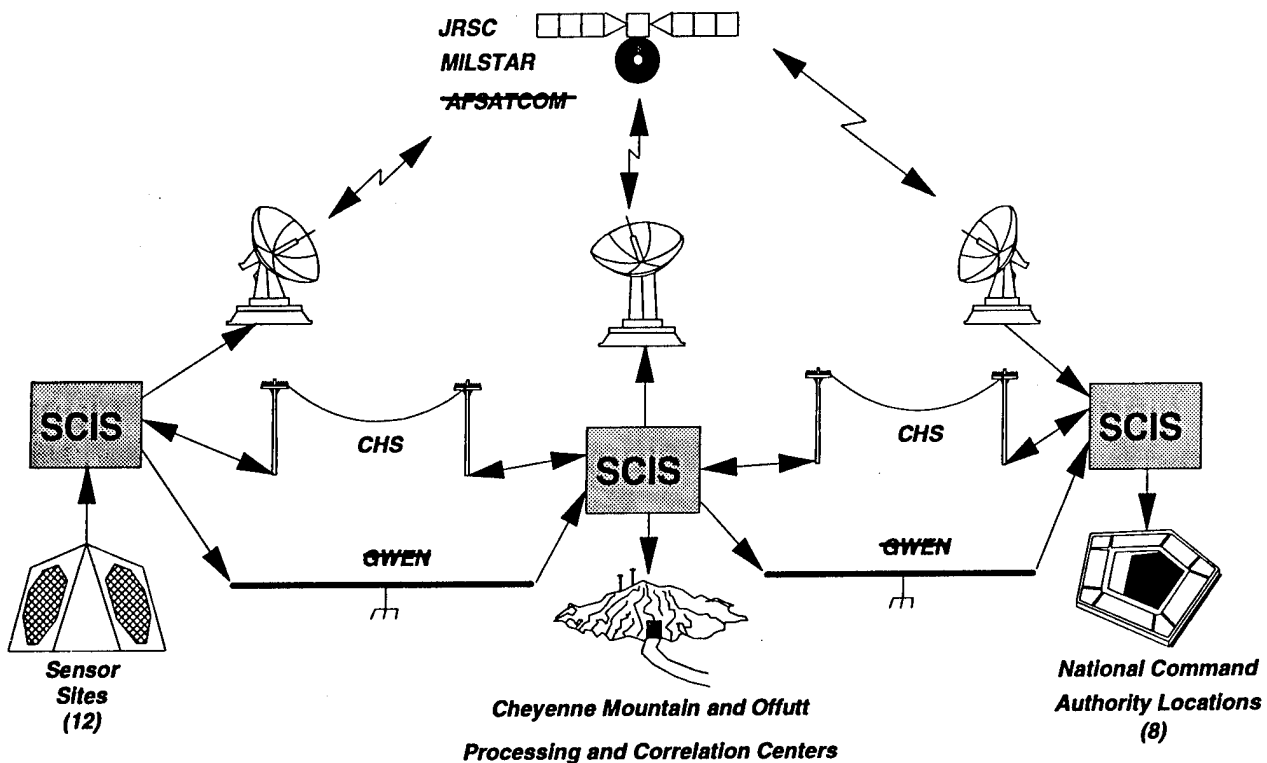 JRSC
MILSTAR
AFSATCOM
SCIS
CHS
SCIS
CHS
SCIS
GWEN
GWEN
Sensor
Sites
(12)
Cheyenne Mountain and Offutt
Processing and Correlation Centers
National Command
Authority Locations
(8)